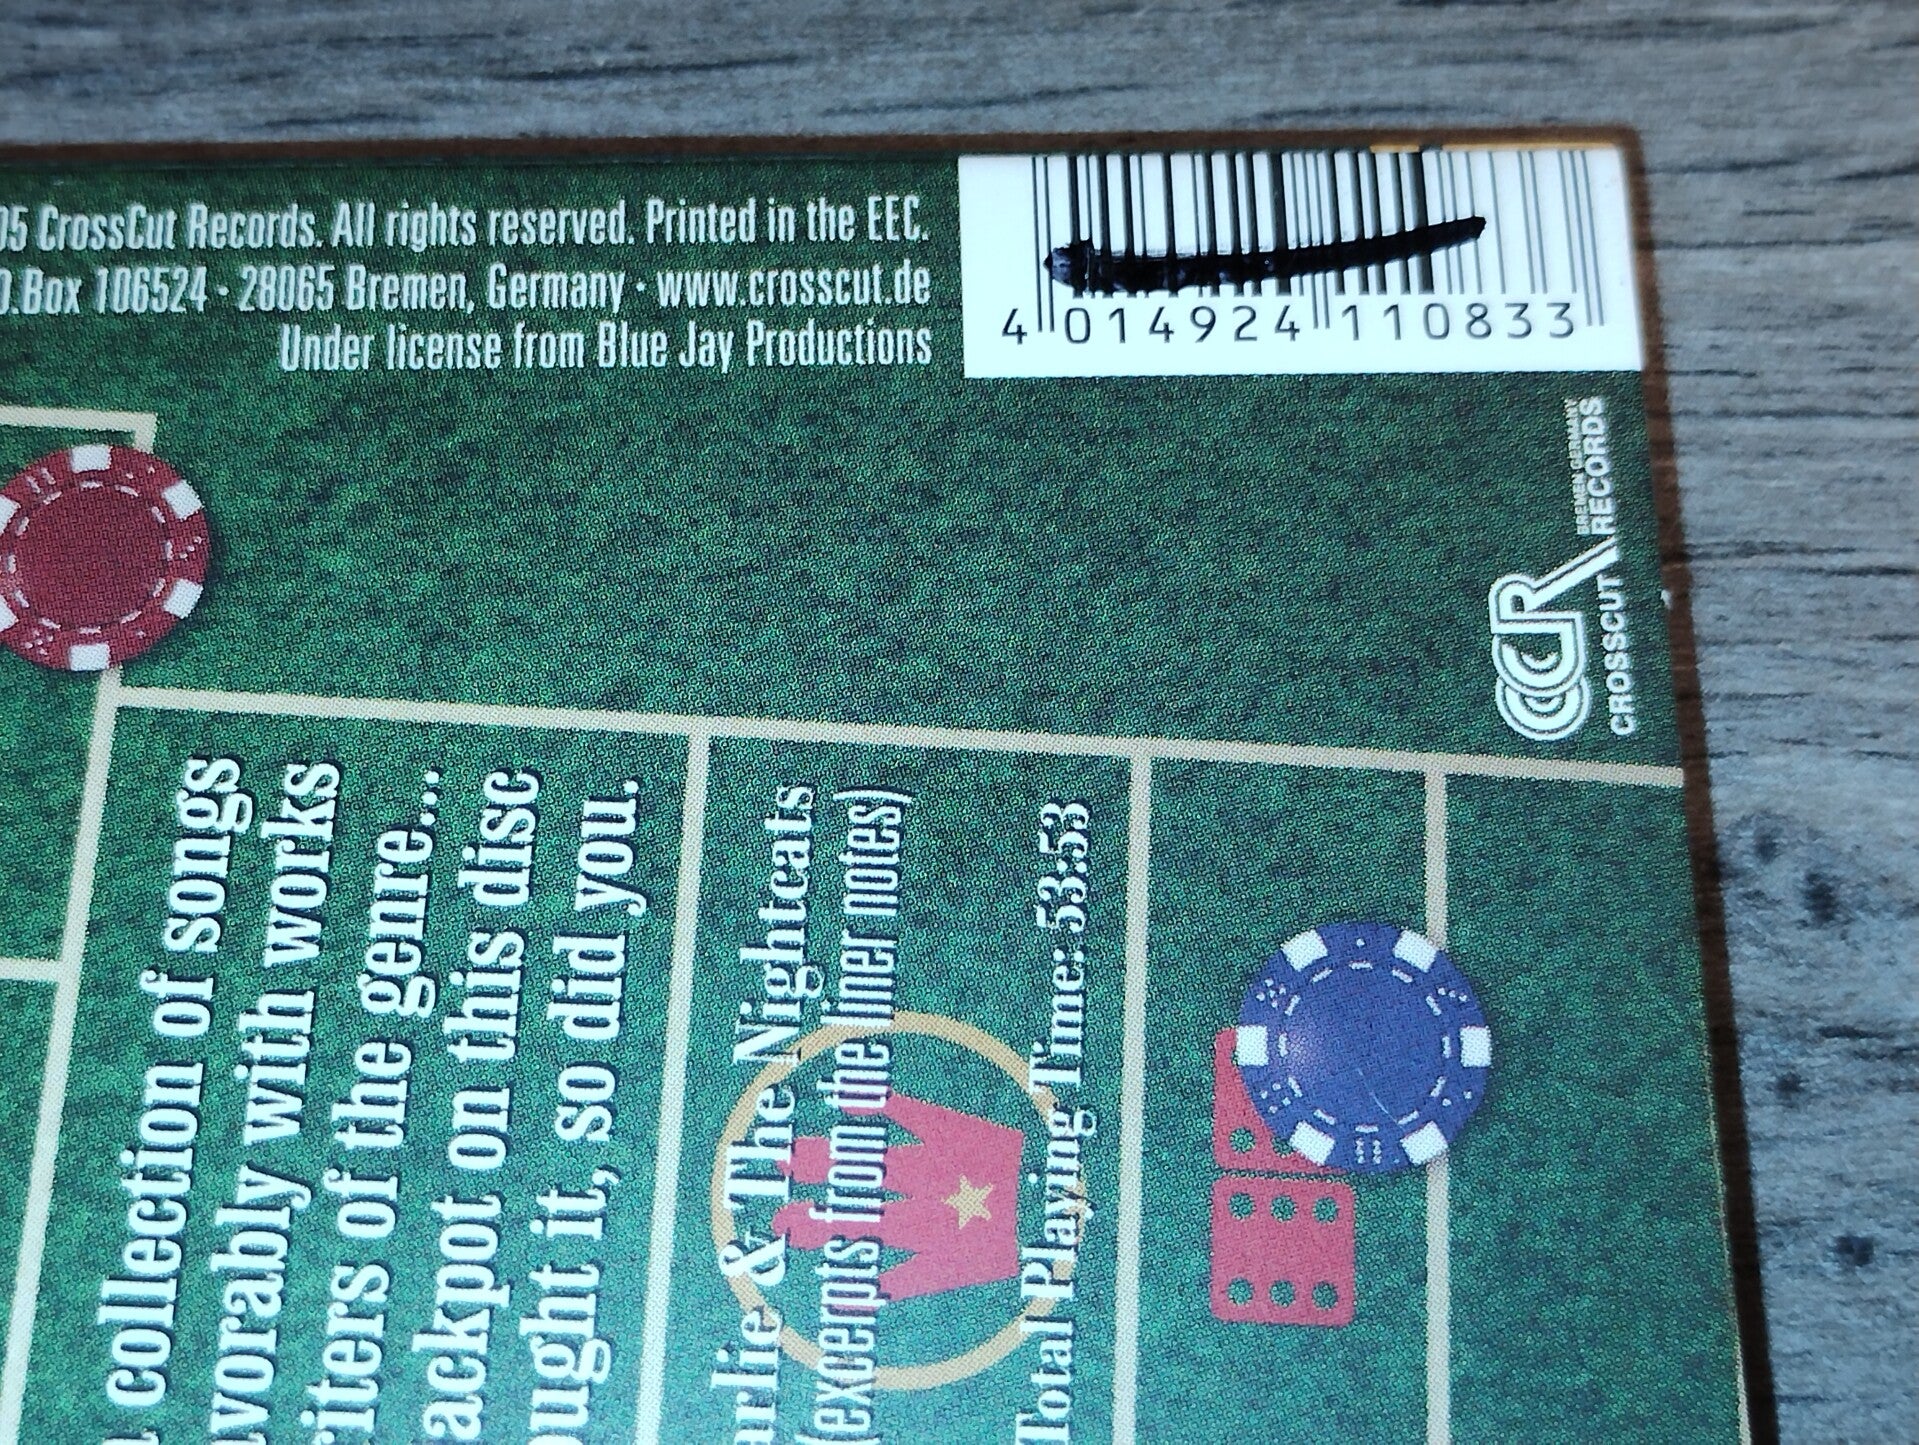 05 CrossCut Records. All rights reserved. Printed in the EEC.
O.Box 106524 · 28065 Bremen, Germany · www.crosscut.de
Under license from Blue Jay Productions
4 014924 110833
CCR
CROSSCUT RECORDS
BREMEN GERMANY
collection of songs
vorably with works
riters of the genre...
ackpot on this disc
ought it, so did you.
arlie & The Nightcats
(excerpts from the liner notes)
Total Playing Time: 53:53